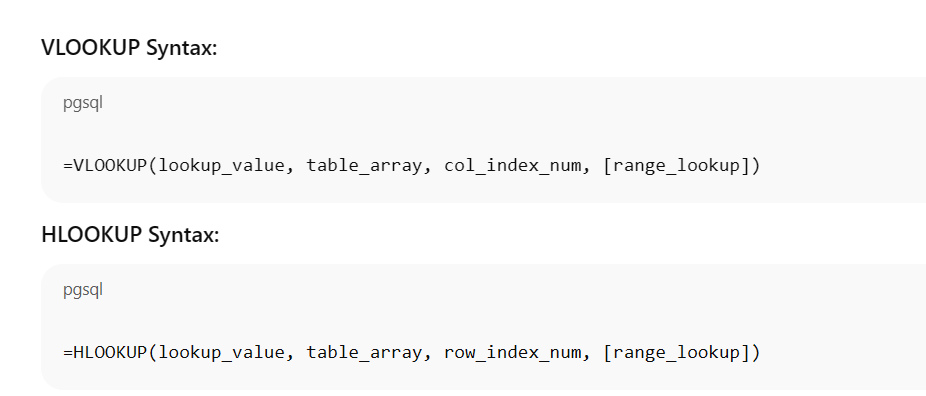 VLOOKUP Syntax:
pgsql
=VLOOKUP(lookup_value, table_array, col_index_num, [range_lookup])
HLOOKUP Syntax:
pgsql
=HLOOKUP(lookup_value, table_array, row_index_num, [range_lookup])